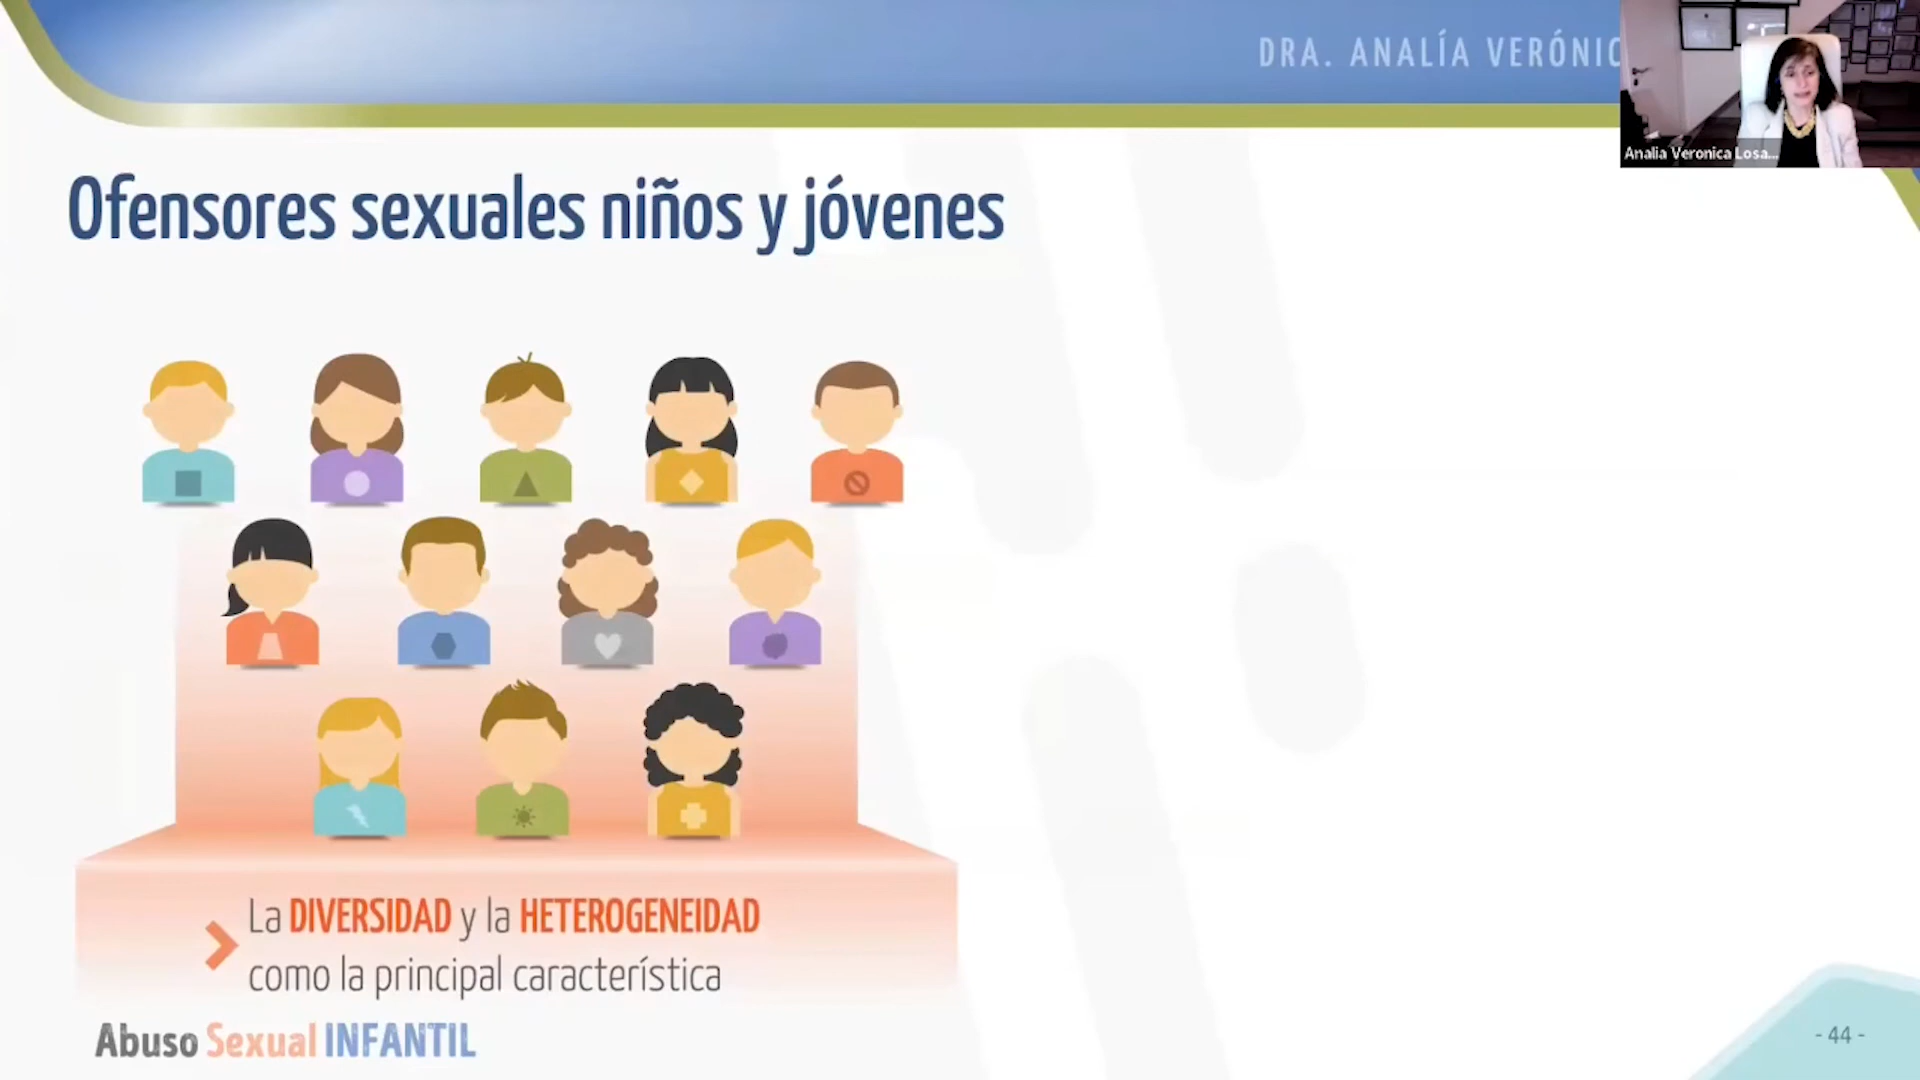 DRA. ANALÍA VERÓNIC
Analia Veronica Losa...
Ofensores sexuales niños y jóvenes
La DIVERSIDAD y la HETEROGENEIDAD
como la principal característica
Abuso Sexual INFANTIL
- 44 -